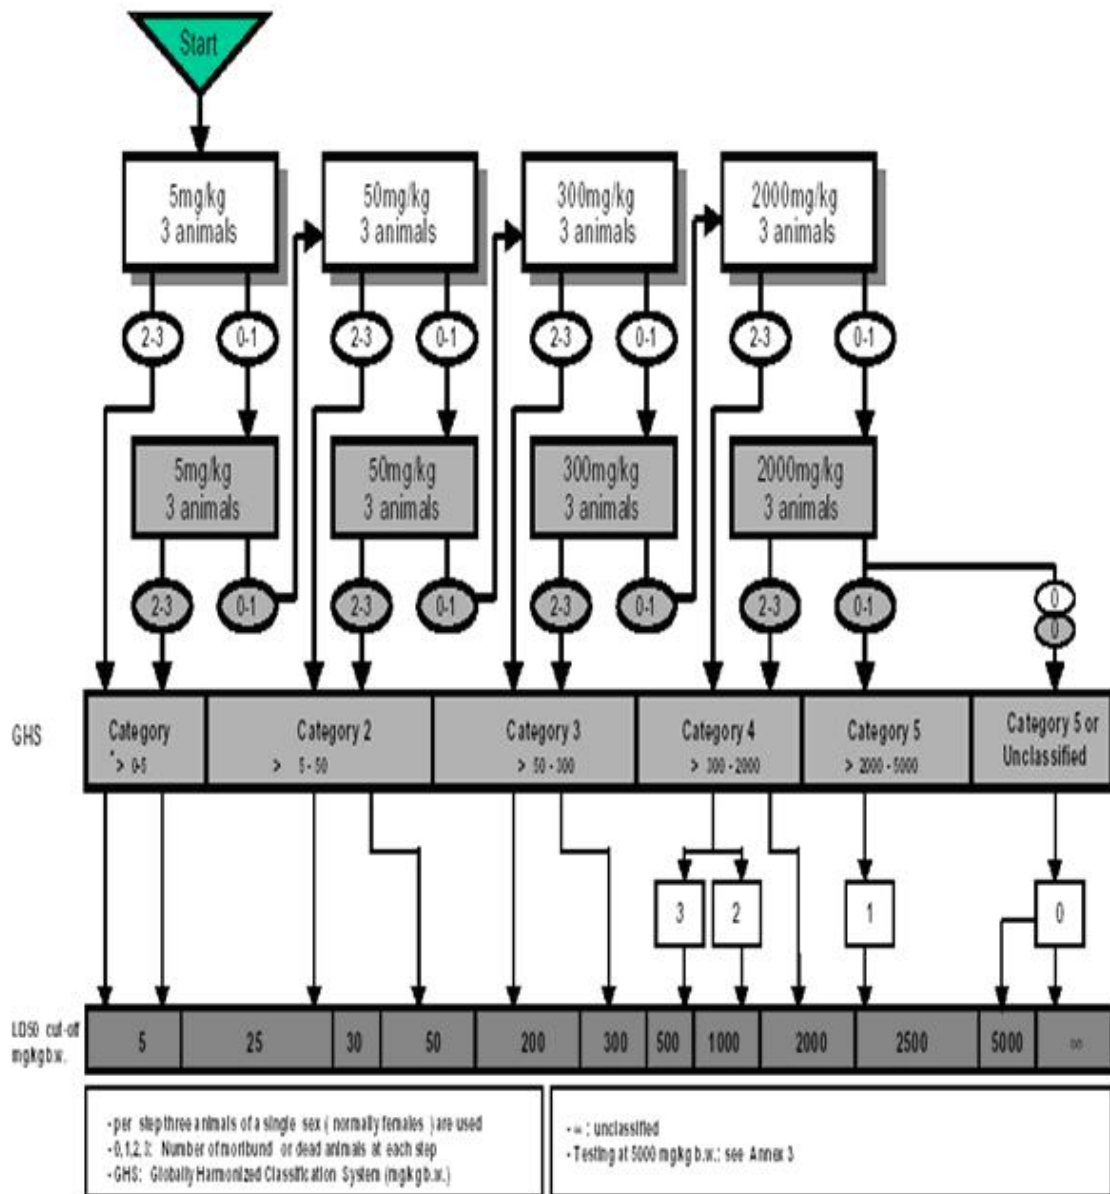 Start
5mg/kg
3 animals
50mg/kg
3 animals
300mg/kg
3 animals
2000mg/kg
3 animals
2-3 0-1 2-3 0-1 2-3 0-1 2-3 0-1
5mg/kg
3 animals
50mg/kg
3 animals
300mg/kg
3 animals
2000mg/kg
3 animals
2-3 0-1 2-3 0-1 2-3 0-1 2-3 0-1 0
0
GHS
Category
* > 0-5
Category 2
> 5 - 50
Category 3
> 50 - 300
Category 4
> 300 - 2000
Category 5
> 2000 - 5000
Category 5 or
Unclassified
3 2 1 0
LD50 cut-off
mg/kg b.w.
5 25 30 50 200 300 500 1000 2000 2500 5000 ∞
- per step three animals of a single sex ( normally females ) are used
- 0,1,2,3: Number of moribund or dead animals at each step
- GHS: Globally Harmonized Classification System (mg/kg b.w.)
- ∞ : unclassified
- Testing at 5000 mg/kg b.w.: see Annex 3